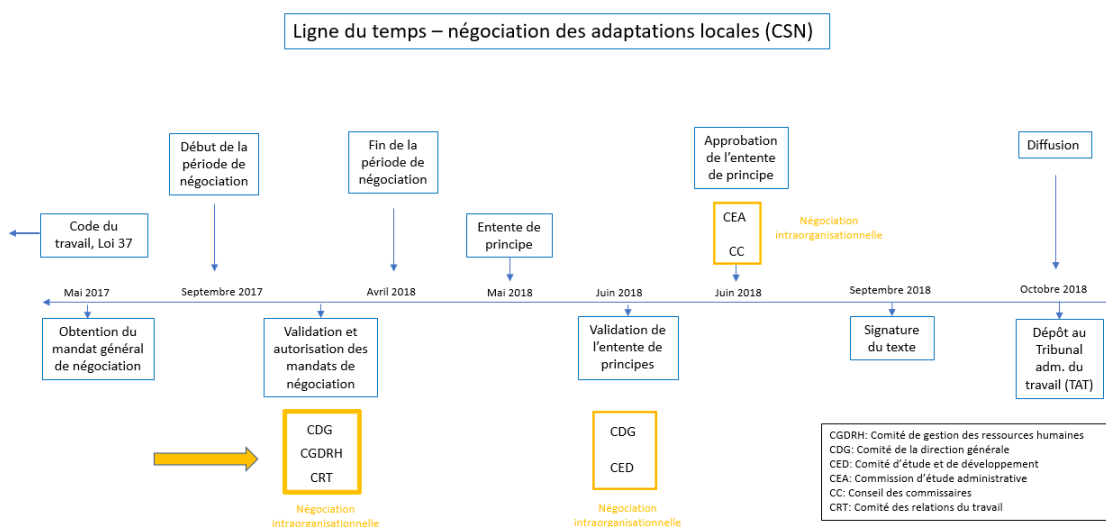 Ligne du temps – négociation des adaptations locales (CSN)
Début de la
période de
négociation
Fin de la
période de
négociation
Approbation
de l'entente
de principe
Diffusion
Code du
travail, Loi 37
Entente de
principe
CEA
CC
Négociation
intraorganisationnelle
Mai 2017
Septembre 2017
Avril 2018
Mai 2018
Juin 2018
Juin 2018
Septembre 2018
Octobre 2018
Obtention du
mandat général
de négociation
Validation et
autorisation des
mandats de
négociation
Validation de
l'entente de
principes
Signature
du texte
Dépôt au
Tribunal
adm. du
travail (TAT)
CDG
CGDRH
CRT
Négociation
intraorganisationnelle
CDG
CED
Négociation
intraorganisationnelle
CGDRH: Comité de gestion des ressources humaines
CDG: Comité de la direction générale
CED: Comité d'étude et de développement
CEA: Commission d'étude administrative
CC: Conseil des commissaires
CRT: Comité des relations du travail